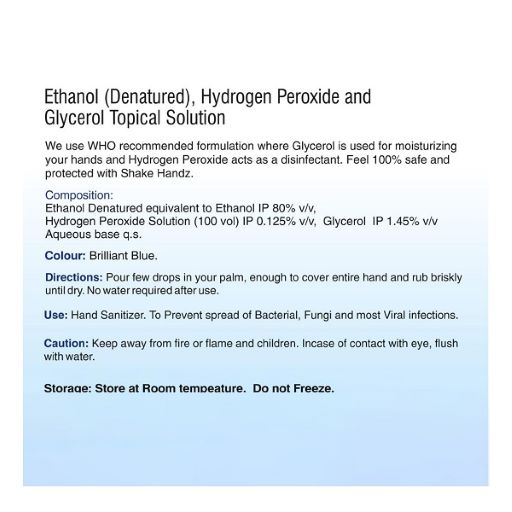 Ethanol (Denatured), Hydrogen Peroxide and
Glycerol Topical Solution
We use WHO recommended formulation where Glycerol is used for moisturizing
your hands and Hydrogen Peroxide acts as a disinfectant. Feel 100% safe and
protected with Shake Handz.
Composition:
Ethanol Denatured equivalent to Ethanol IP 80% v/v,
Hydrogen Peroxide Solution (100 vol) IP 0.125% v/v, Glycerol IP 1.45% v/v
Aqueous base q.s.
Colour: Brilliant Blue.
Directions: Pour few drops in your palm, enough to cover entire hand and rub briskly
until dry. No water required after use.
Use: Hand Sanitizer. To Prevent spread of Bacterial, Fungi and most Viral infections.
Caution: Keep away from fire or flame and children. Incase of contact with eye, flush
with water.
Storage: Store at Room tempeature. Do not Freeze.